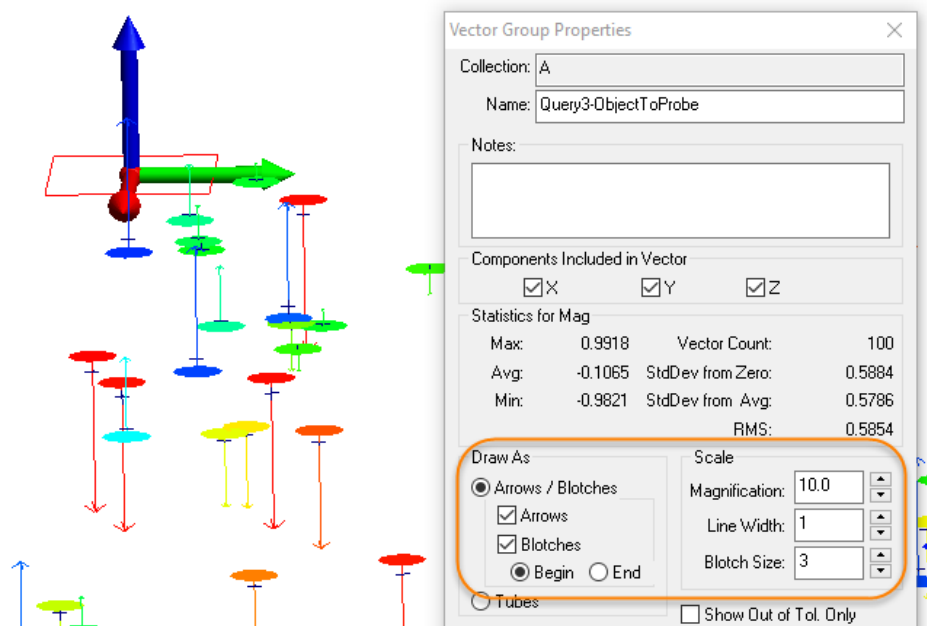 Vector Group Properties
Collection: A
Name: Query3-ObjectToProbe
Notes:
Components Included in Vector
X Y Z
Statistics for Mag
Max: 0.9918 Vector Count: 100
Avg: -0.1065 StdDev from Zero: 0.5884
Min: -0.9821 StdDev from Avg: 0.5786
RMS: 0.5854
Draw As
Scale
Arrows / Blotches
Magnification: 10.0
Arrows
Line Width: 1
Blotches
Blotch Size: 3
Begin End
Tubes
Show Out of Tol. Only